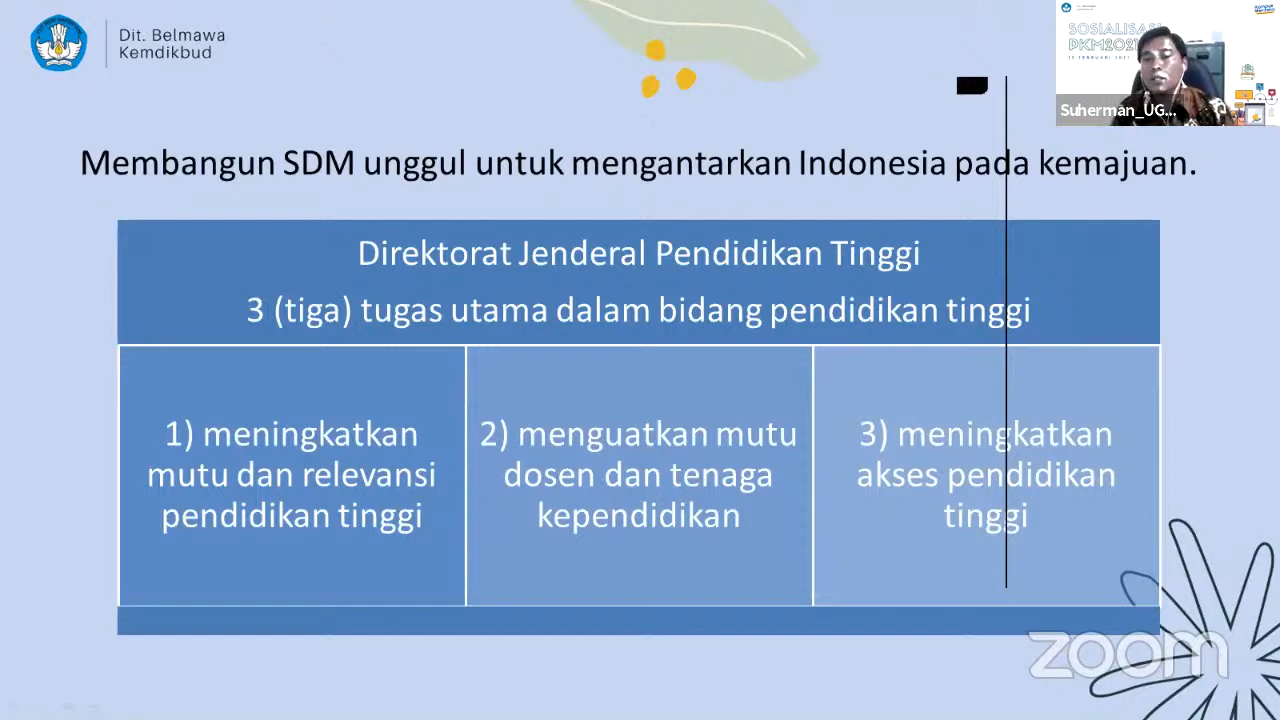 Dit. Belmawa
Kemdikbud
SOSIALISASI
PKM2021
Suherman_UG...
Membangun SDM unggul untuk mengantarkan Indonesia pada kemajuan.
Direktorat Jenderal Pendidikan Tinggi
3 (tiga) tugas utama dalam bidang pendidikan tinggi
1) meningkatkan
mutu dan relevansi
pendidikan tinggi
2) menguatkan mutu
dosen dan tenaga
kependidikan
3) meningkatkan
akses pendidikan
tinggi
zoom